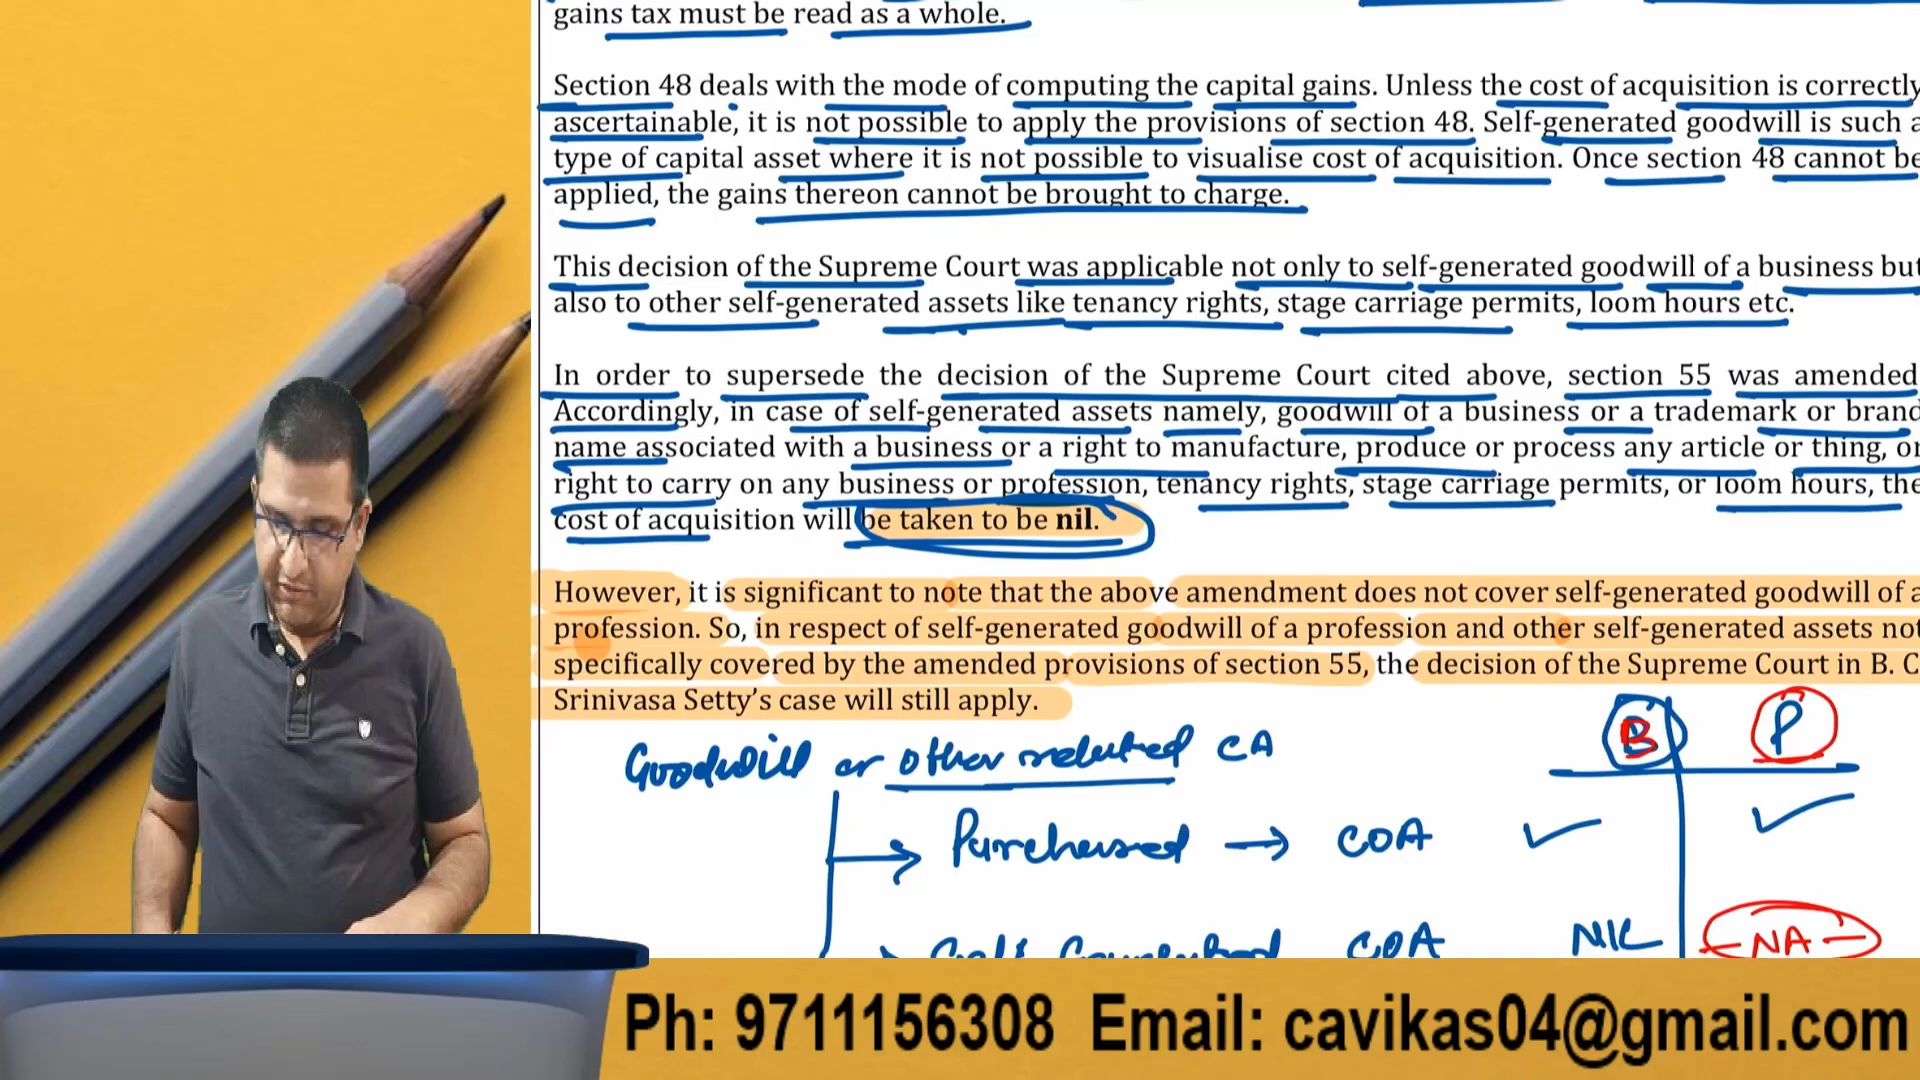 gains tax must be read as a whole.
Section 48 deals with the mode of computing the capital gains. Unless the cost of acquisition is correctly
ascertainable, it is not possible to apply the provisions of section 48. Self-generated goodwill is such a
type of capital asset where it is not possible to visualise cost of acquisition. Once section 48 cannot be
applied, the gains thereon cannot be brought to charge.
This decision of the Supreme Court was applicable not only to self-generated goodwill of a business but
also to other self-generated assets like tenancy rights, stage carriage permits, loom hours etc.
In order to supersede the decision of the Supreme Court cited above, section 55 was amended
Accordingly, in case of self-generated assets namely, goodwill of a business or a trademark or brand
name associated with a business or a right to manufacture, produce or process any article or thing, or
right to carry on any business or profession, tenancy rights, stage carriage permits, or loom hours, the
cost of acquisition will be taken to be nil.
However, it is significant to note that the above amendment does not cover self-generated goodwill of a
profession. So, in respect of self-generated goodwill of a profession and other self-generated assets not
specifically covered by the amended provisions of section 55, the decision of the Supreme Court in B. C
Srinivasa Setty's case will still apply.
B P
Goodwill or other related CA
Purchased → COA ✓ ✓
Self Generated COA NIL - NA -
Ph: 9711156308 Email: cavikas04@gmail.com